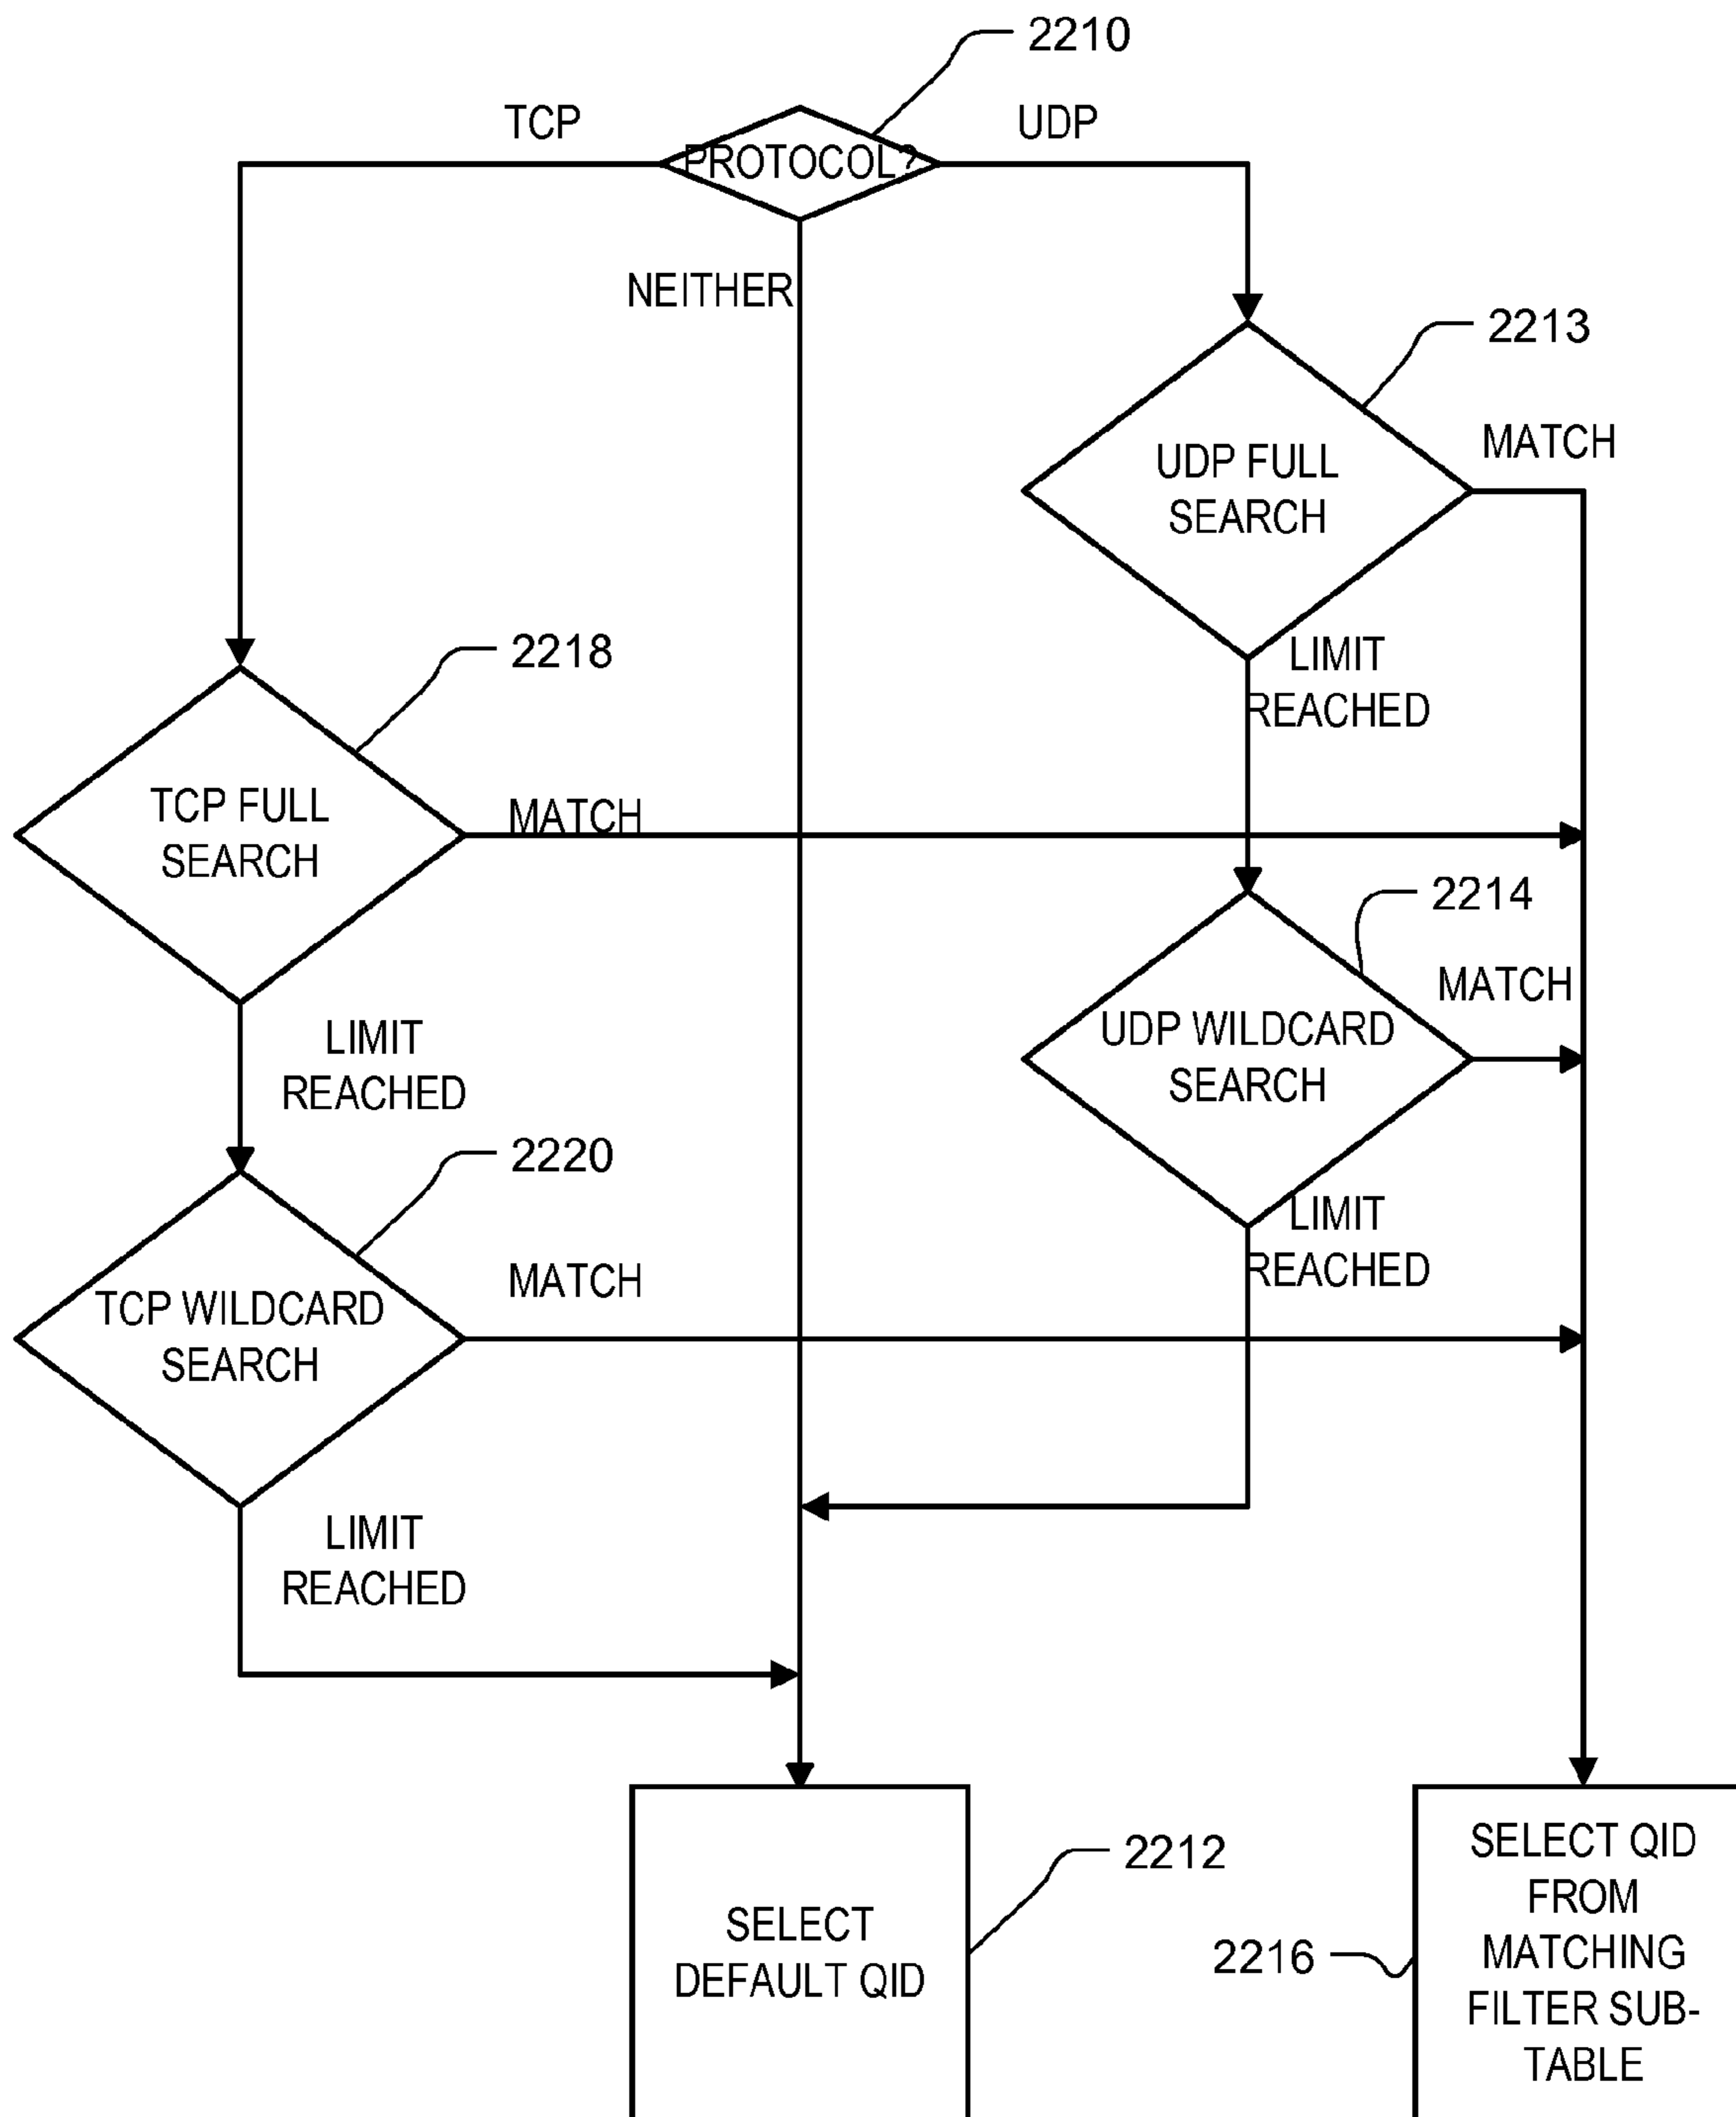 2210
TCP
UDP
PROTOCOL?
NEITHER
2213
MATCH
UDP FULL
SEARCH
LIMIT
REACHED
2218
TCP FULL
SEARCH
MATCH
2214
MATCH
UDP WILDCARD
SEARCH
LIMIT
REACHED
2220
MATCH
TCP WILDCARD
SEARCH
LIMIT
REACHED
LIMIT
REACHED
2212
SELECT
DEFAULT QID
2216
SELECT QID
FROM
MATCHING
FILTER SUB-
TABLE